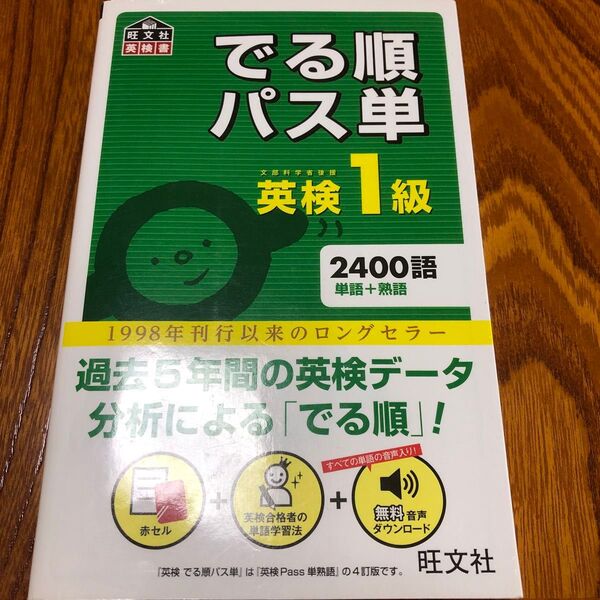 旺文社
英検書
でる順
パス単
文部科学省後援
英検1級
2400語
単語＋熟語
1998年刊行以来のロングセラー
過去5年間の英検データ
分析による「でる順」!
すべての単語の音声入り!
赤セル
+
英検合格者の
単語学習法
+
無料音声
ダウンロード
『英検 でる順パス単』は『英検Pass単熟語』の4訂版です。
旺文社